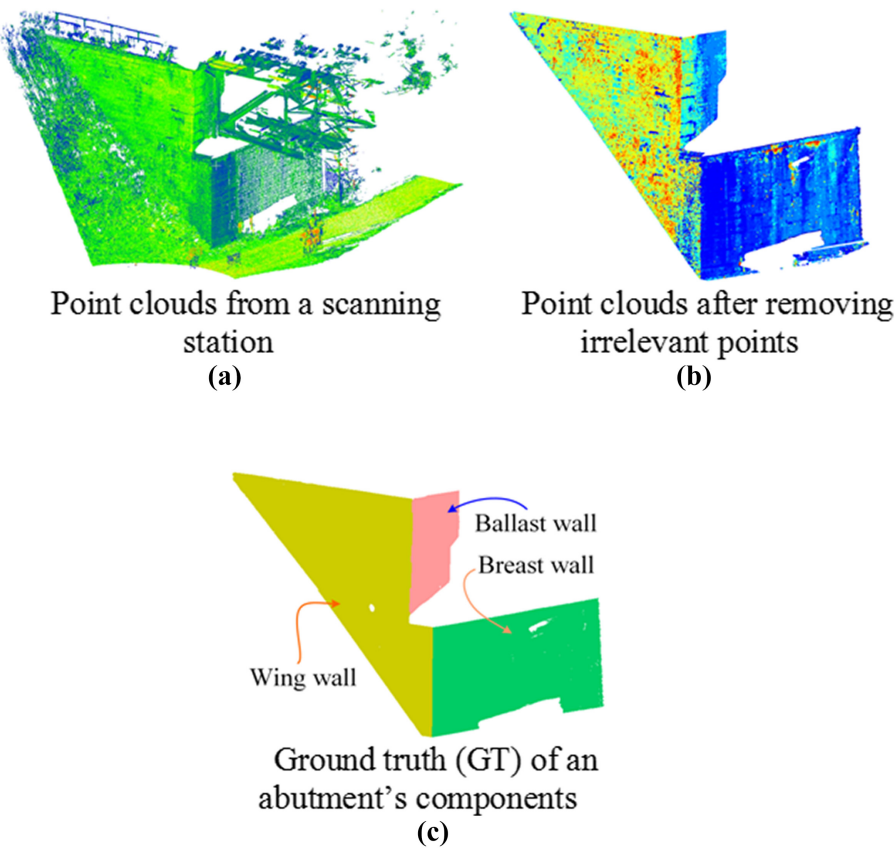 Point clouds from a scanning
station
(a)
Point clouds after removing
irrelevant points
(b)
Ballast wall
Breast wall
Wing wall
Ground truth (GT) of an
abutment’s components
(c)